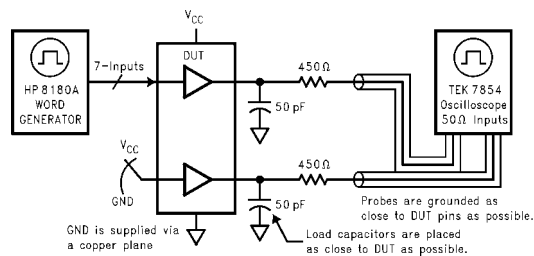 V_CC
7-Inputs
DUT
HP 8180A
WORD
GENERATOR
450Ω
50 pF
TEK 7854
Oscilloscope
50Ω Inputs
V_CC
GND
450Ω
50 pF
GND is supplied via
a copper plane
Load capacitors are placed
as close to DUT as possible.
Probes are grounded as
close to DUT pins as possible.